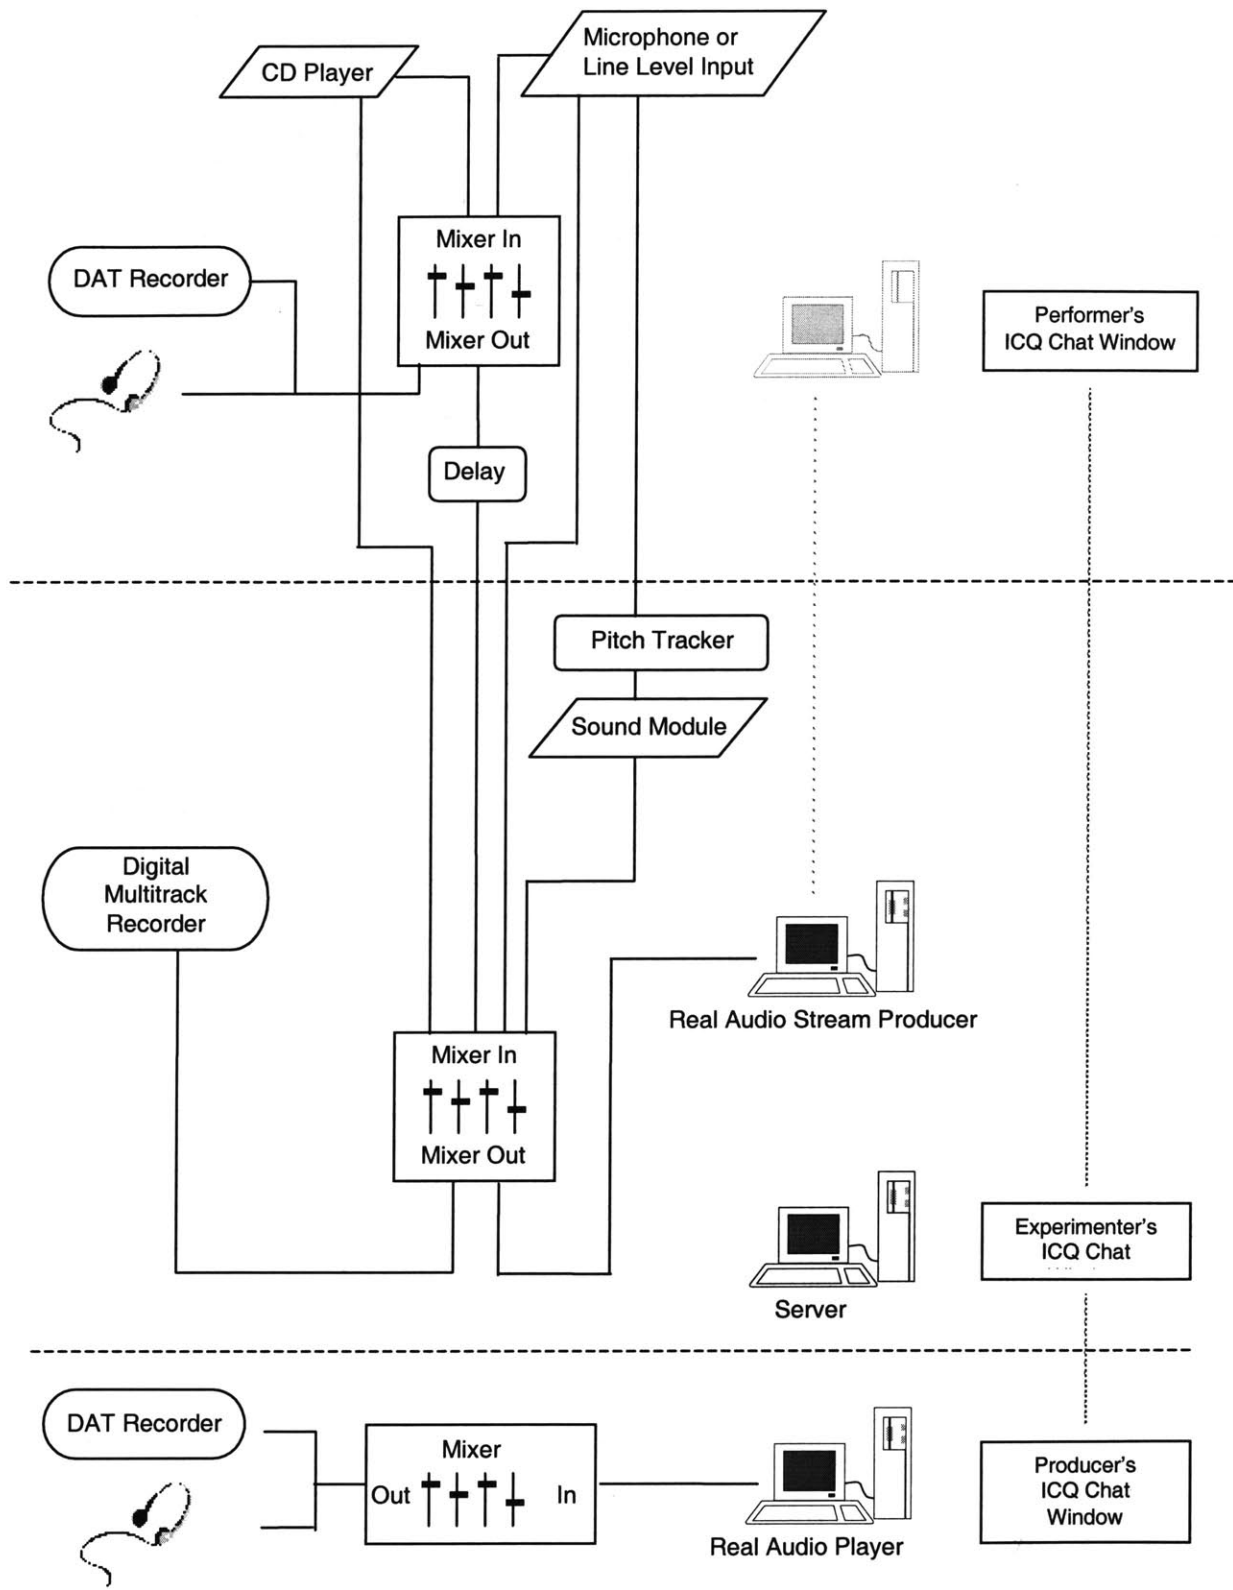 Microphone or
Line Level Input
CD Player
Mixer In
DAT Recorder
Mixer Out
Performer's
ICQ Chat Window
Delay
Pitch Tracker
Sound Module
Digital
Multitrack
Recorder
Real Audio Stream Producer
Mixer In
Mixer Out
Experimenter's
ICQ Chat
Server
DAT Recorder
Mixer
Out
In
Real Audio Player
Producer's
ICQ Chat
Window